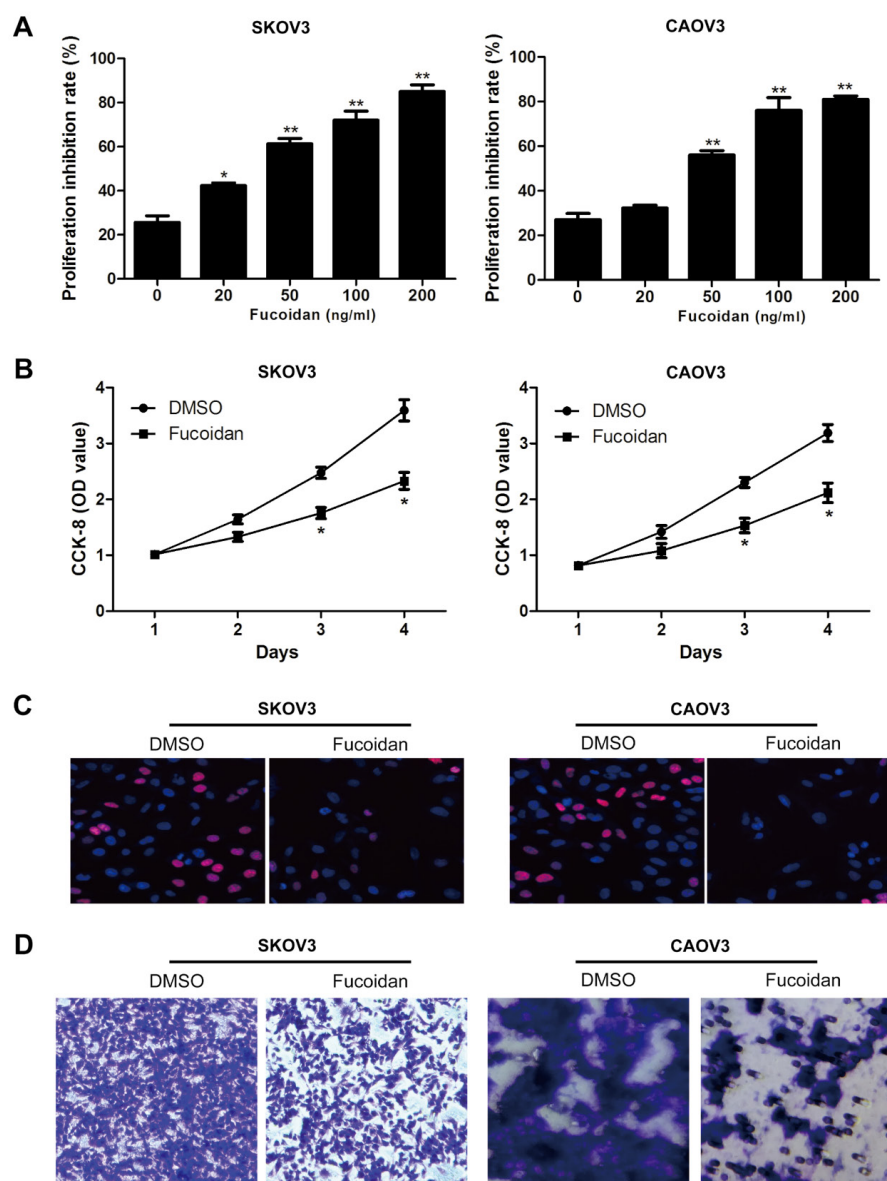 A
SKOV3
Proliferation inhibition rate (%)
100
80
60
40
20
0
*
**
**
**
0 20 50 100 200
Fucoidan (ng/ml)
CAOV3
Proliferation inhibition rate (%)
100
80
60
40
20
0
**
**
**
0 20 50 100 200
Fucoidan (ng/ml)
B
SKOV3
CCK-8 (OD value)
4
3
2
1
0
DMSO
Fucoidan
*
*
1 2 3 4
Days
CAOV3
CCK-8 (OD value)
4
3
2
1
0
DMSO
Fucoidan
*
*
1 2 3 4
Days
C
SKOV3
DMSO Fucoidan
CAOV3
DMSO Fucoidan
D
SKOV3
DMSO Fucoidan
CAOV3
DMSO Fucoidan